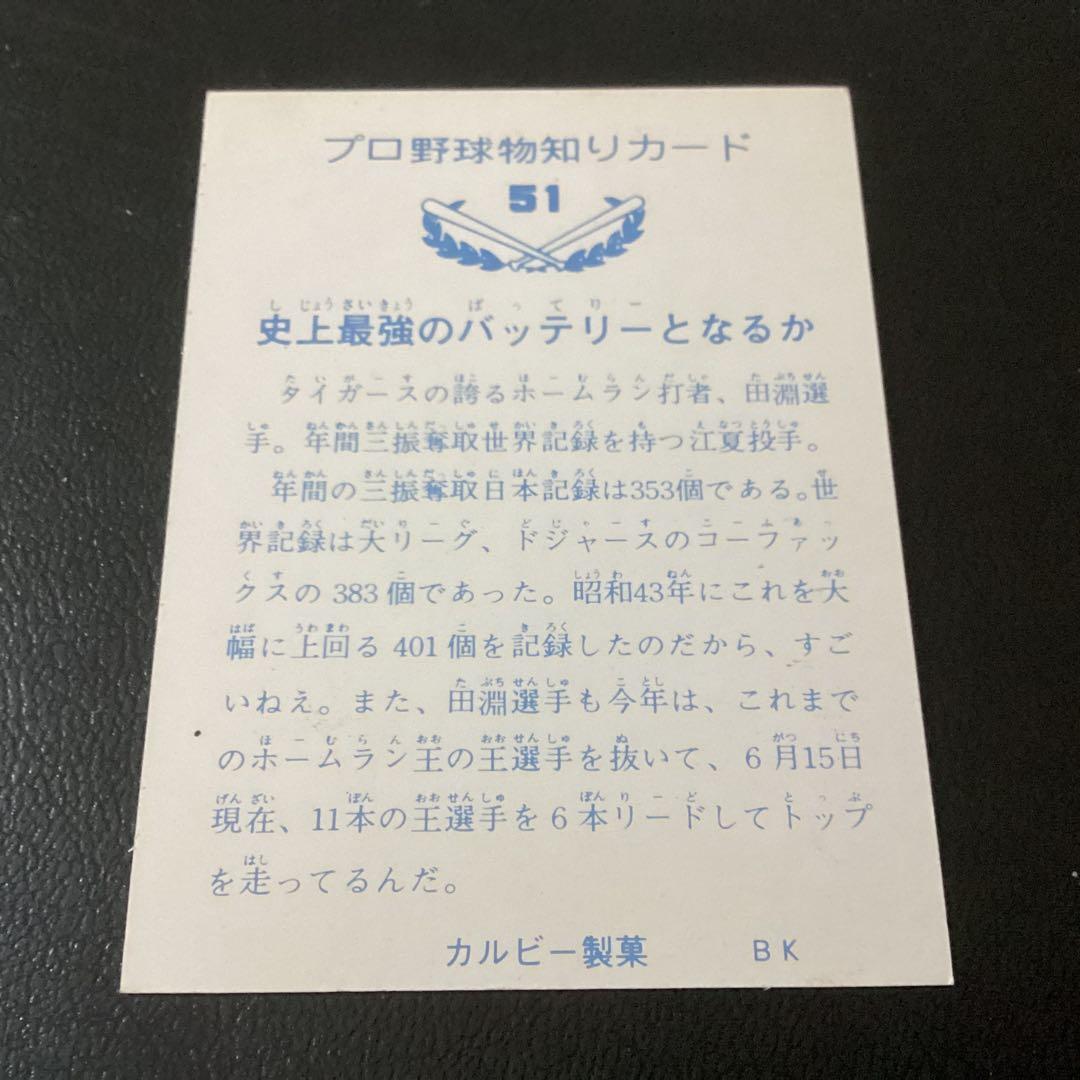 プロ野球物知りカード
51
史上最強のバッテリーとなるか
タイガースの誇るホームラン打者、田淵選
手。年間三振奪取世界記録を持つ江夏投手。
年間の三振奪取日本記録は353個である。世
界記録は大リーグ、ドジャースのコーファッ
クスの383個であった。昭和43年にこれを大
幅に上回る401個を記録したのだから、すご
いねえ。また、田淵選手も今年は、これまで
のホームラン王の王選手を抜いて、6月15日
現在、11本の王選手を6本リードしてトップ
を走ってるんだ。
カルビー製菓 BK